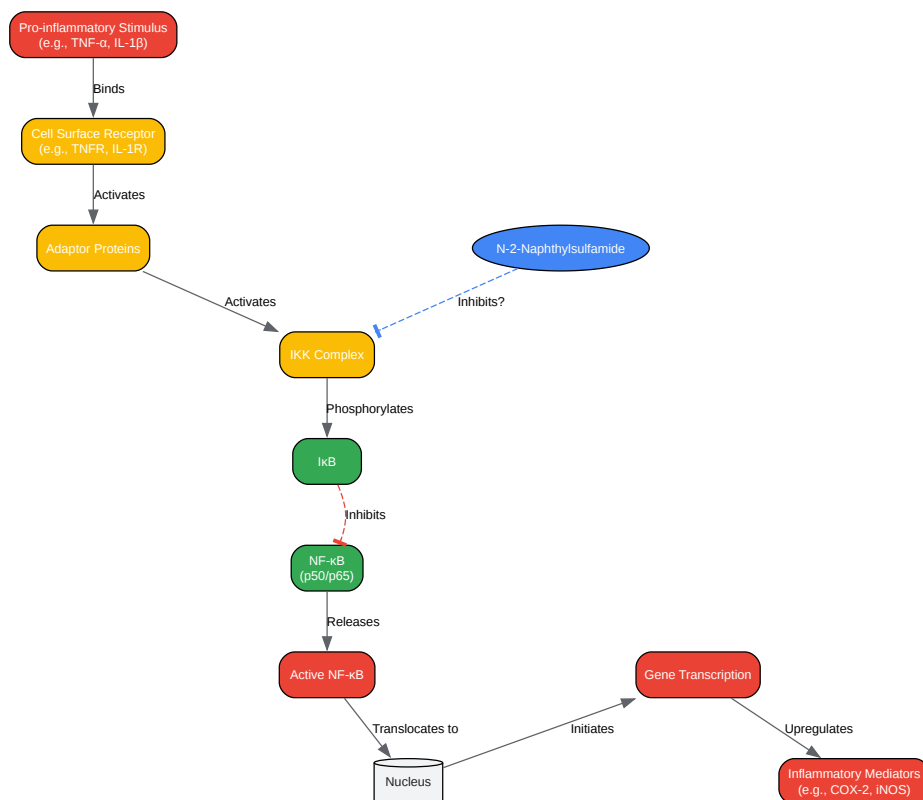 Pro-inflammatory Stimulus
(e.g., TNF-α, IL-1β)
Binds
Cell Surface Receptor
(e.g., TNFR, IL-1R)
Activates
Adaptor Proteins
N-2-Naphthylsulfamide
Activates
Inhibits?
IKK Complex
Phosphorylates
IκB
Inhibits
NF-κB
(p50/p65)
Releases
Active NF-κB
Gene Transcription
Translocates to
Initiates
Upregulates
Nucleus
Inflammatory Mediators
(e.g., COX-2, iNOS)